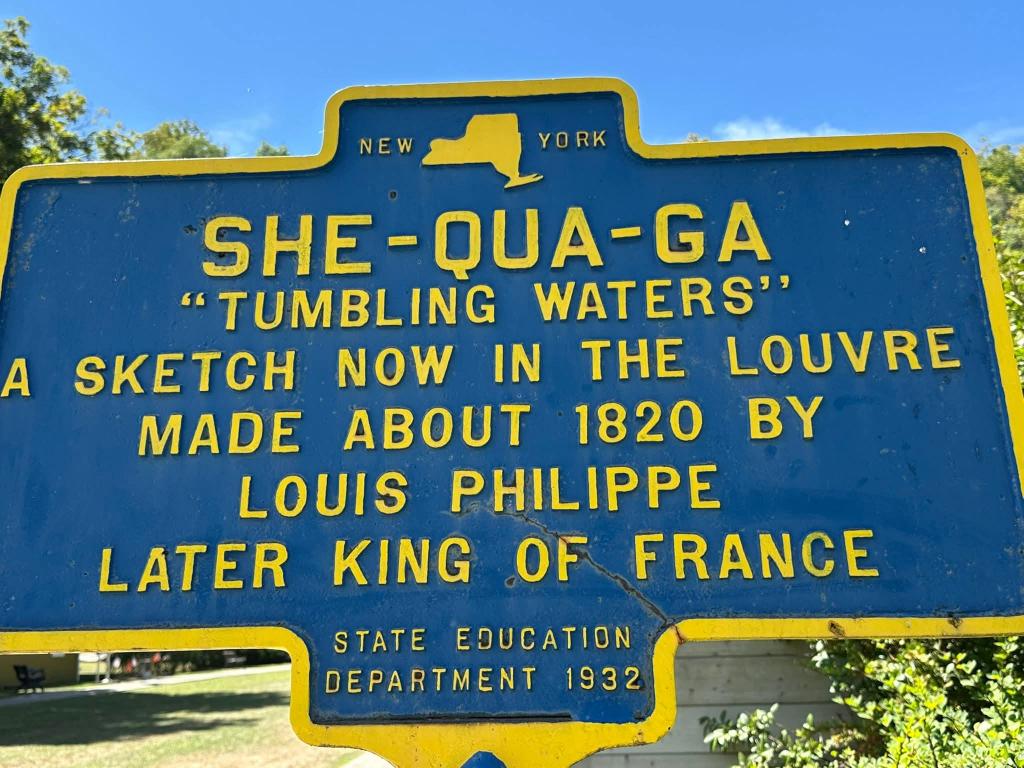 NEW YORK
SHE-QUA-GA
"TUMBLING WATERS"
A SKETCH NOW IN THE LOUVRE
MADE ABOUT 1820 BY
LOUIS PHILIPPE
LATER KING OF FRANCE
STATE EDUCATION
DEPARTMENT 1932